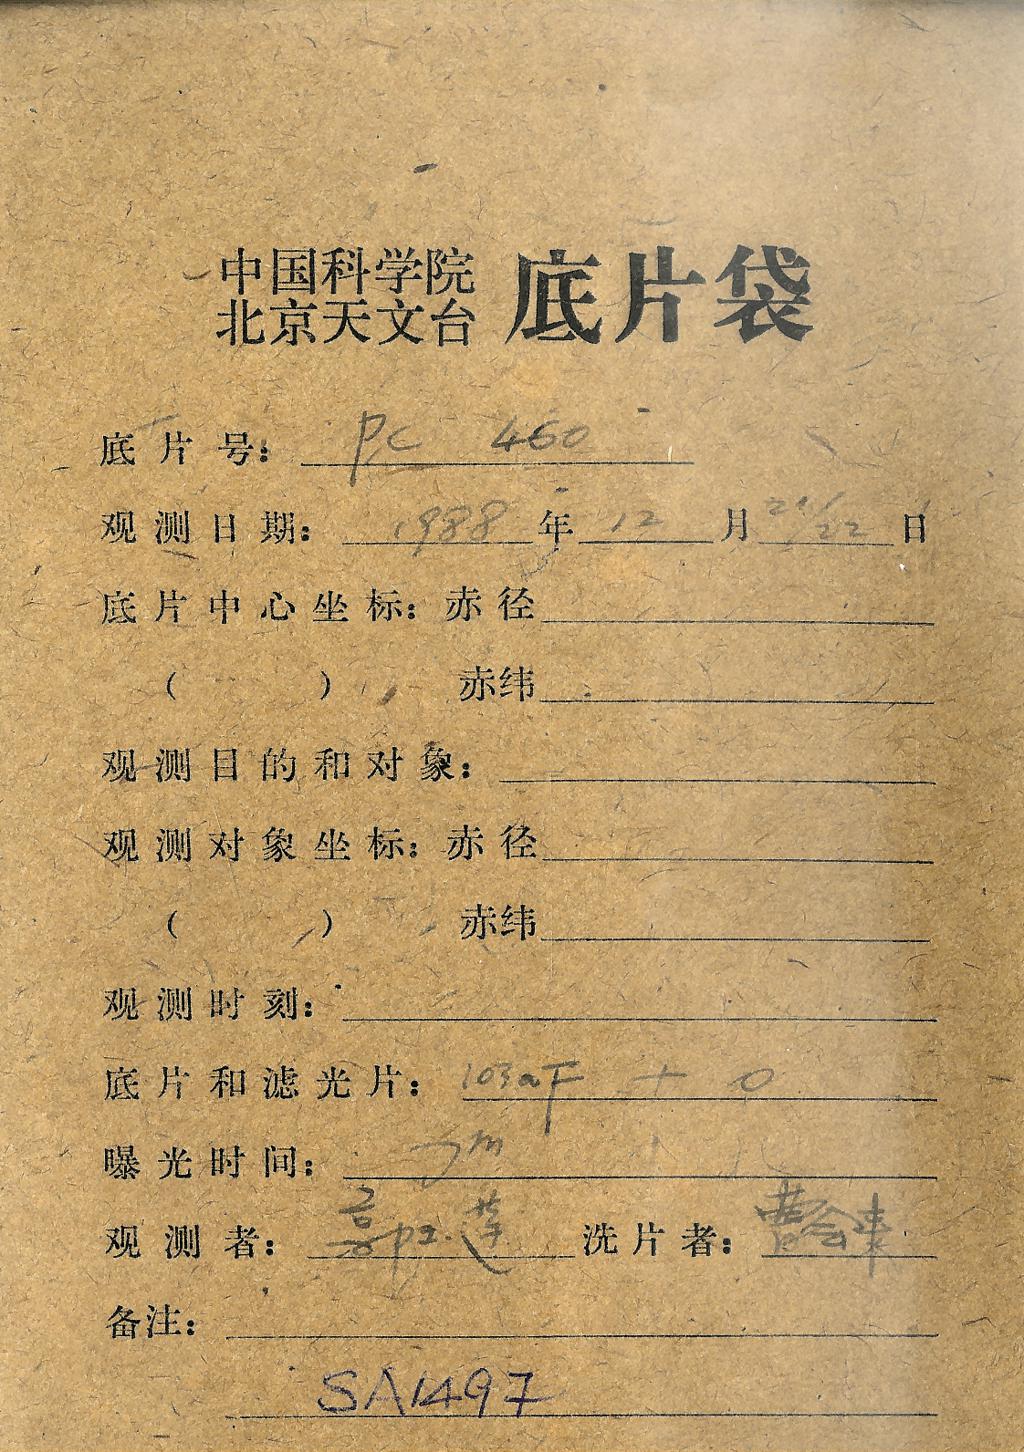 中国科学院
北京天文台 底片袋
底片号: PC 460
观测日期: 1988 年 12 月 21/22 日
底片中心坐标: 赤径
( ) 赤纬
观测目的和对象:
观测对象坐标: 赤径
( ) 赤纬
观测时刻:
底片和滤光片: 103aF + 0
曝光时间:
观测者: 洗片者:
备注:
SA1497